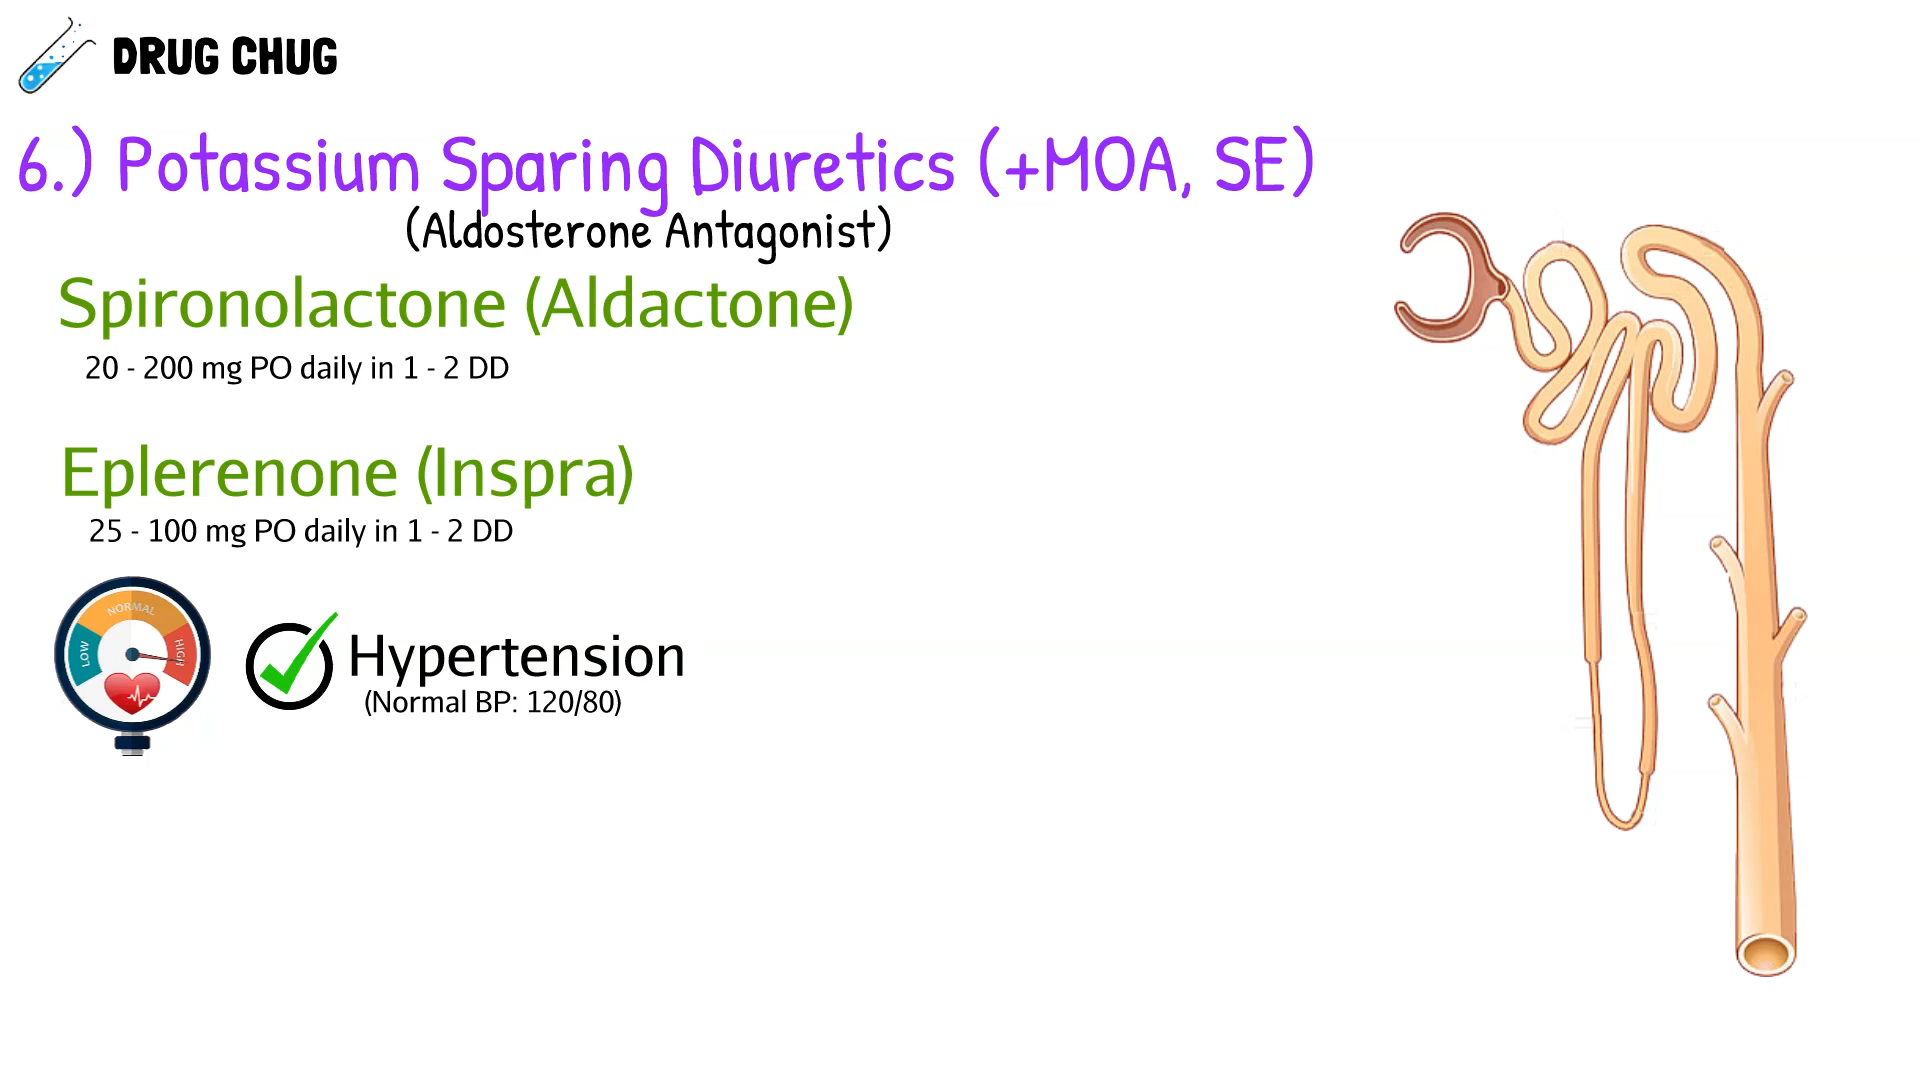 DRUG CHUG
6.) Potassium Sparing Diuretics (+MOA, SE)
(Aldosterone Antagonist)
Spironolactone (Aldactone)
20 - 200 mg PO daily in 1 - 2 DD
Eplerenone (Inspra)
25 - 100 mg PO daily in 1 - 2 DD
LOW NORMAL HIGH
Hypertension
(Normal BP: 120/80)